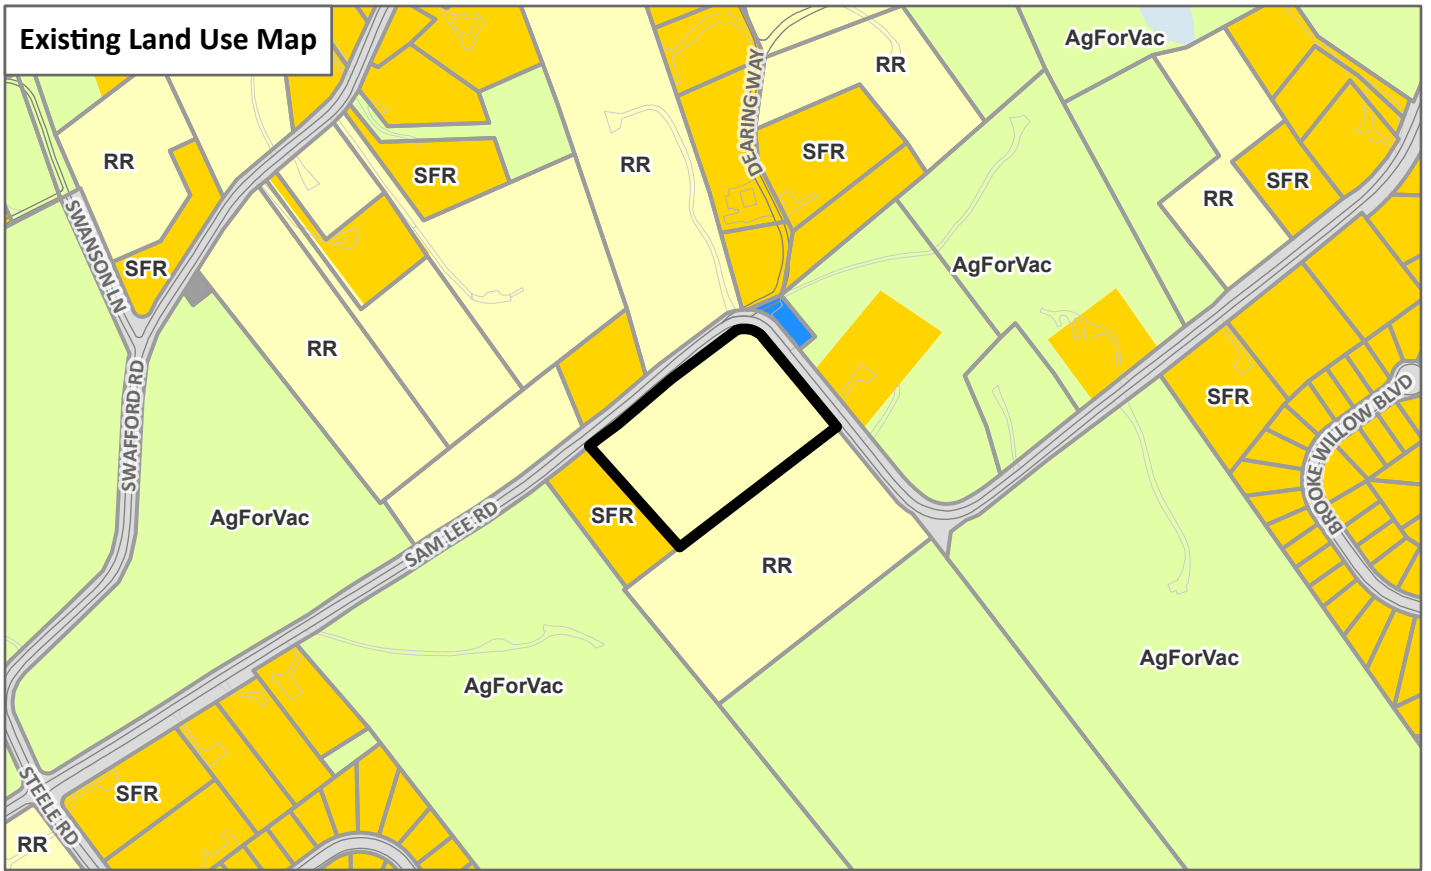 Existing Land Use Map
AgForVac
RR
DEARING WAY
SFR
RR
RR
SFR
SFR
RR
SWANSON LN
SFR
AgForVac
RR
SWAFFORD RD
SFR
BROOKE WILLOW BLVD
AgForVac
SAM LEE RD
SFR
RR
AgForVac
AgForVac
STEELE RD
SFR
RR